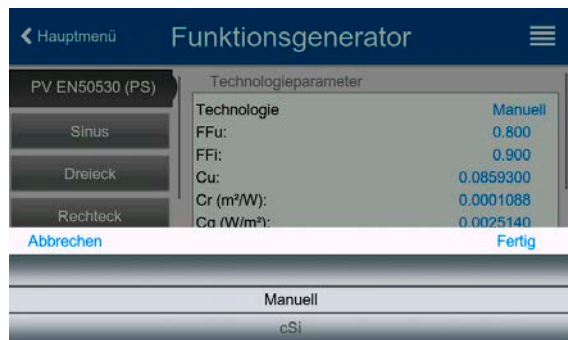 Hauptmenü
Funktionsgenerator
PV EN50530 (PS)
Sinus
Dreieck
Rechteck
Technologieparameter
Technologie Manuell
FFu: 0.800
FFi: 0.900
Cu: 0.0859300
Cr (m²/W): 0.0001088
Cg (W/m²): 0.0025140
Abbrechen Fertig
Manuell
cSi